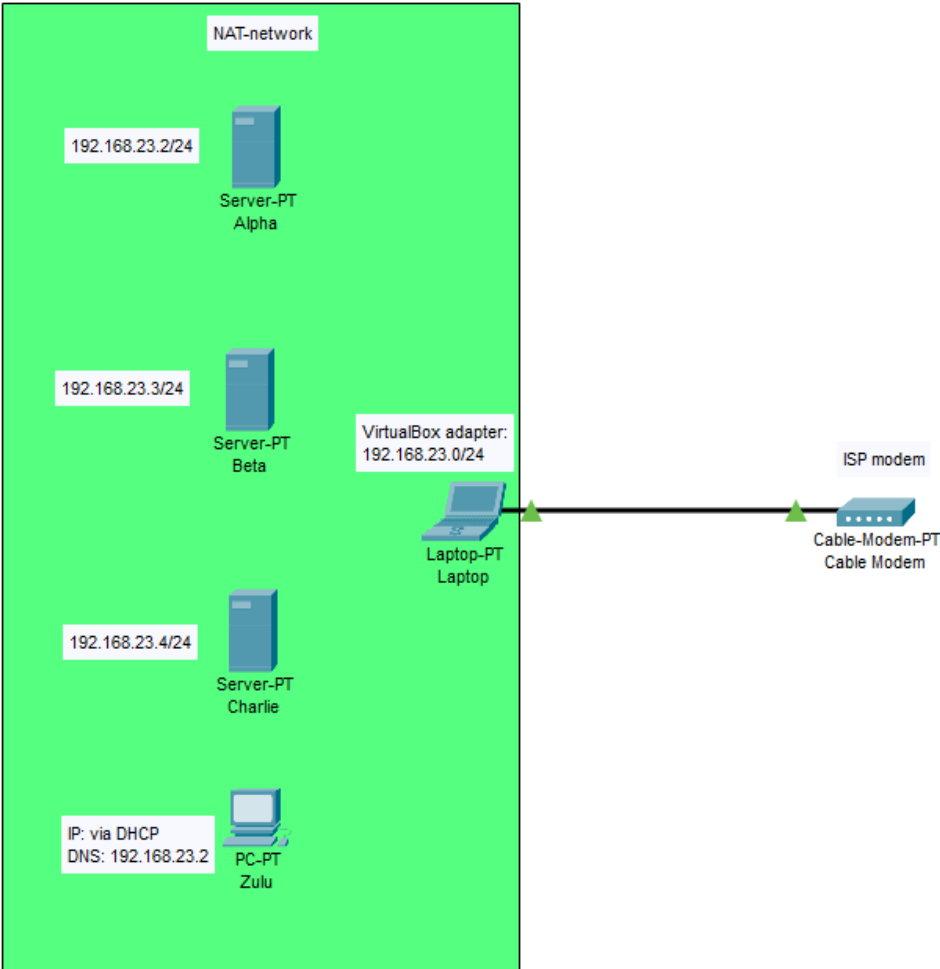 NAT-network
192.168.23.2/24
Server-PT
Alpha
192.168.23.3/24
Server-PT
Beta
VirtualBox adapter:
192.168.23.0/24
Laptop-PT
Laptop
ISP modem
Cable-Modem-PT
Cable Modem
192.168.23.4/24
Server-PT
Charlie
IP: via DHCP
DNS: 192.168.23.2
PC-PT
Zulu